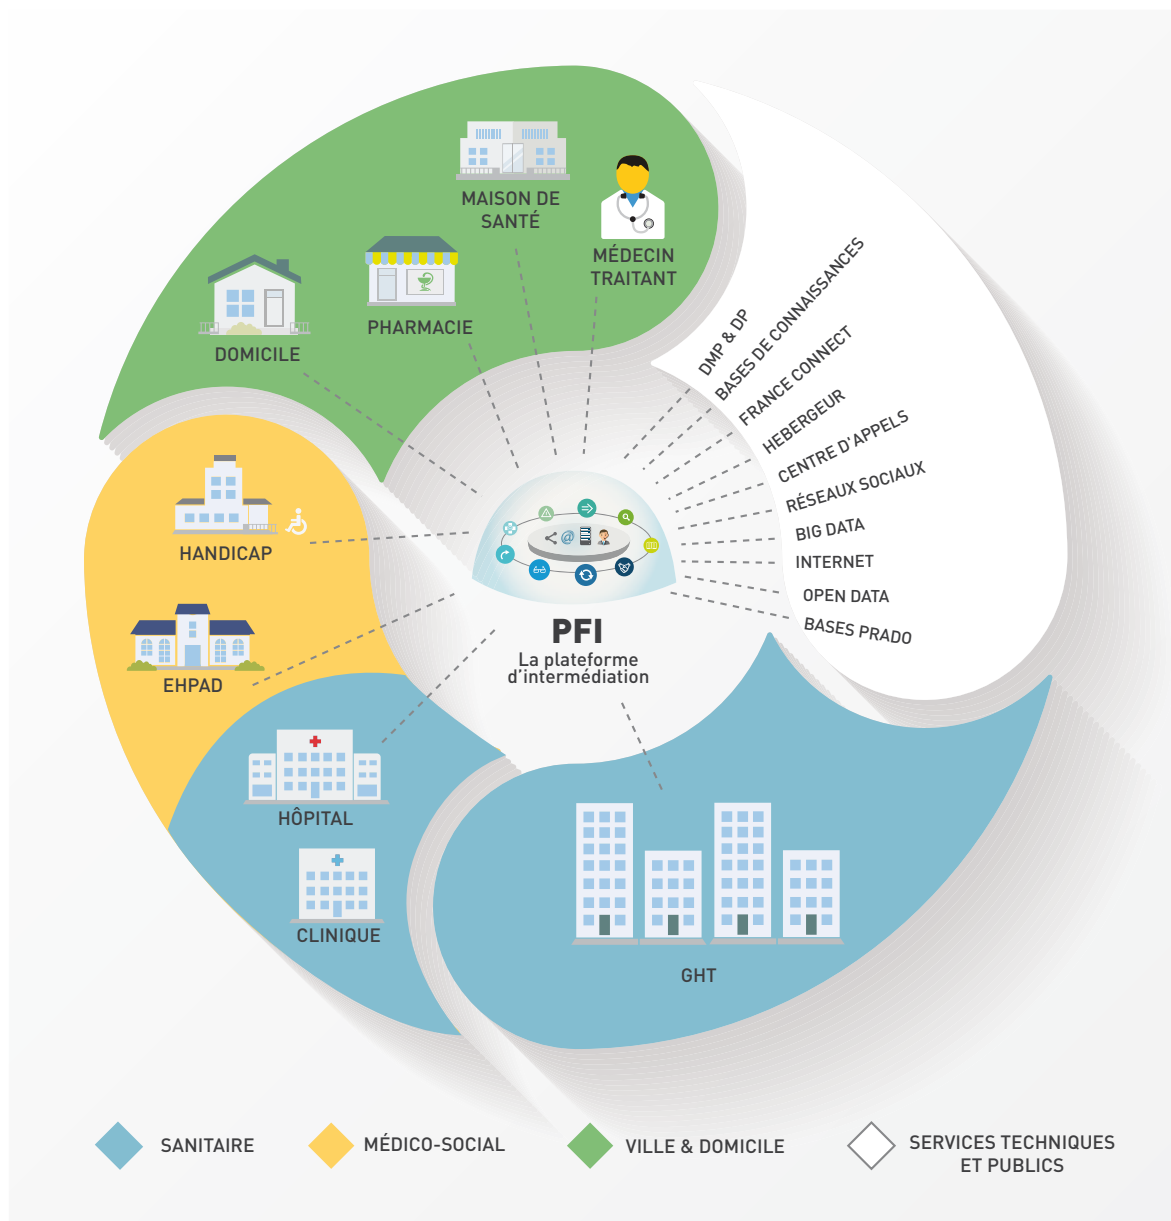 MAISON DE
SANTÉ
MÉDECIN
TRAITANT
PHARMACIE
DOMICILE
DMP & DP
BASES DE CONNAISSANCES
FRANCE CONNECT
HEBERGEUR
CENTRE D'APPELS
RÉSEAUX SOCIAUX
BIG DATA
INTERNET
OPEN DATA
BASES PRADO
HANDICAP
EHPAD
@
PFI
La plateforme
d'intermédiation
HÔPITAL
CLINIQUE
GHT
SANITAIRE
MÉDICO-SOCIAL
VILLE & DOMICILE
SERVICES TECHNIQUES
ET PUBLICS